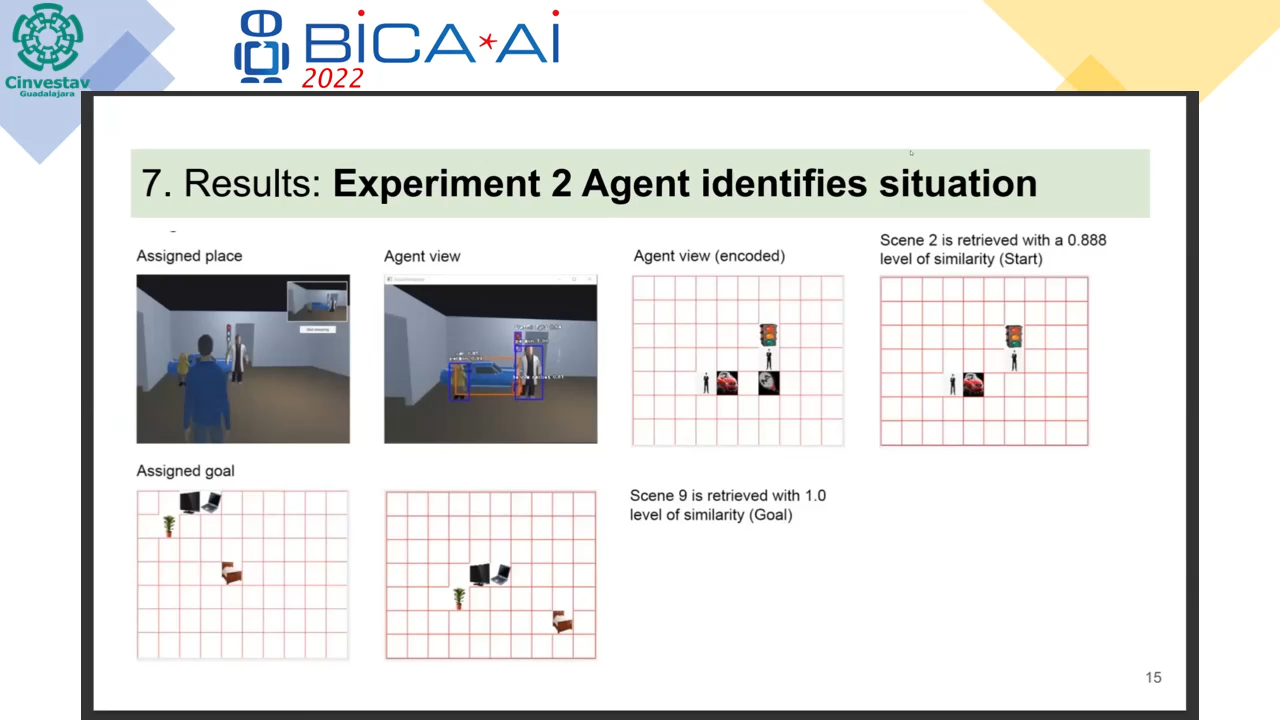 Cinvestav
Guadalajara
BiCA*Ai
2022
7. Results: Experiment 2 Agent identifies situation
Assigned place
Agent view
Agent view (encoded)
Scene 2 is retrieved with a 0.888
level of similarity (Start)
Assigned goal
Scene 9 is retrieved with 1.0
level of similarity (Goal)
15